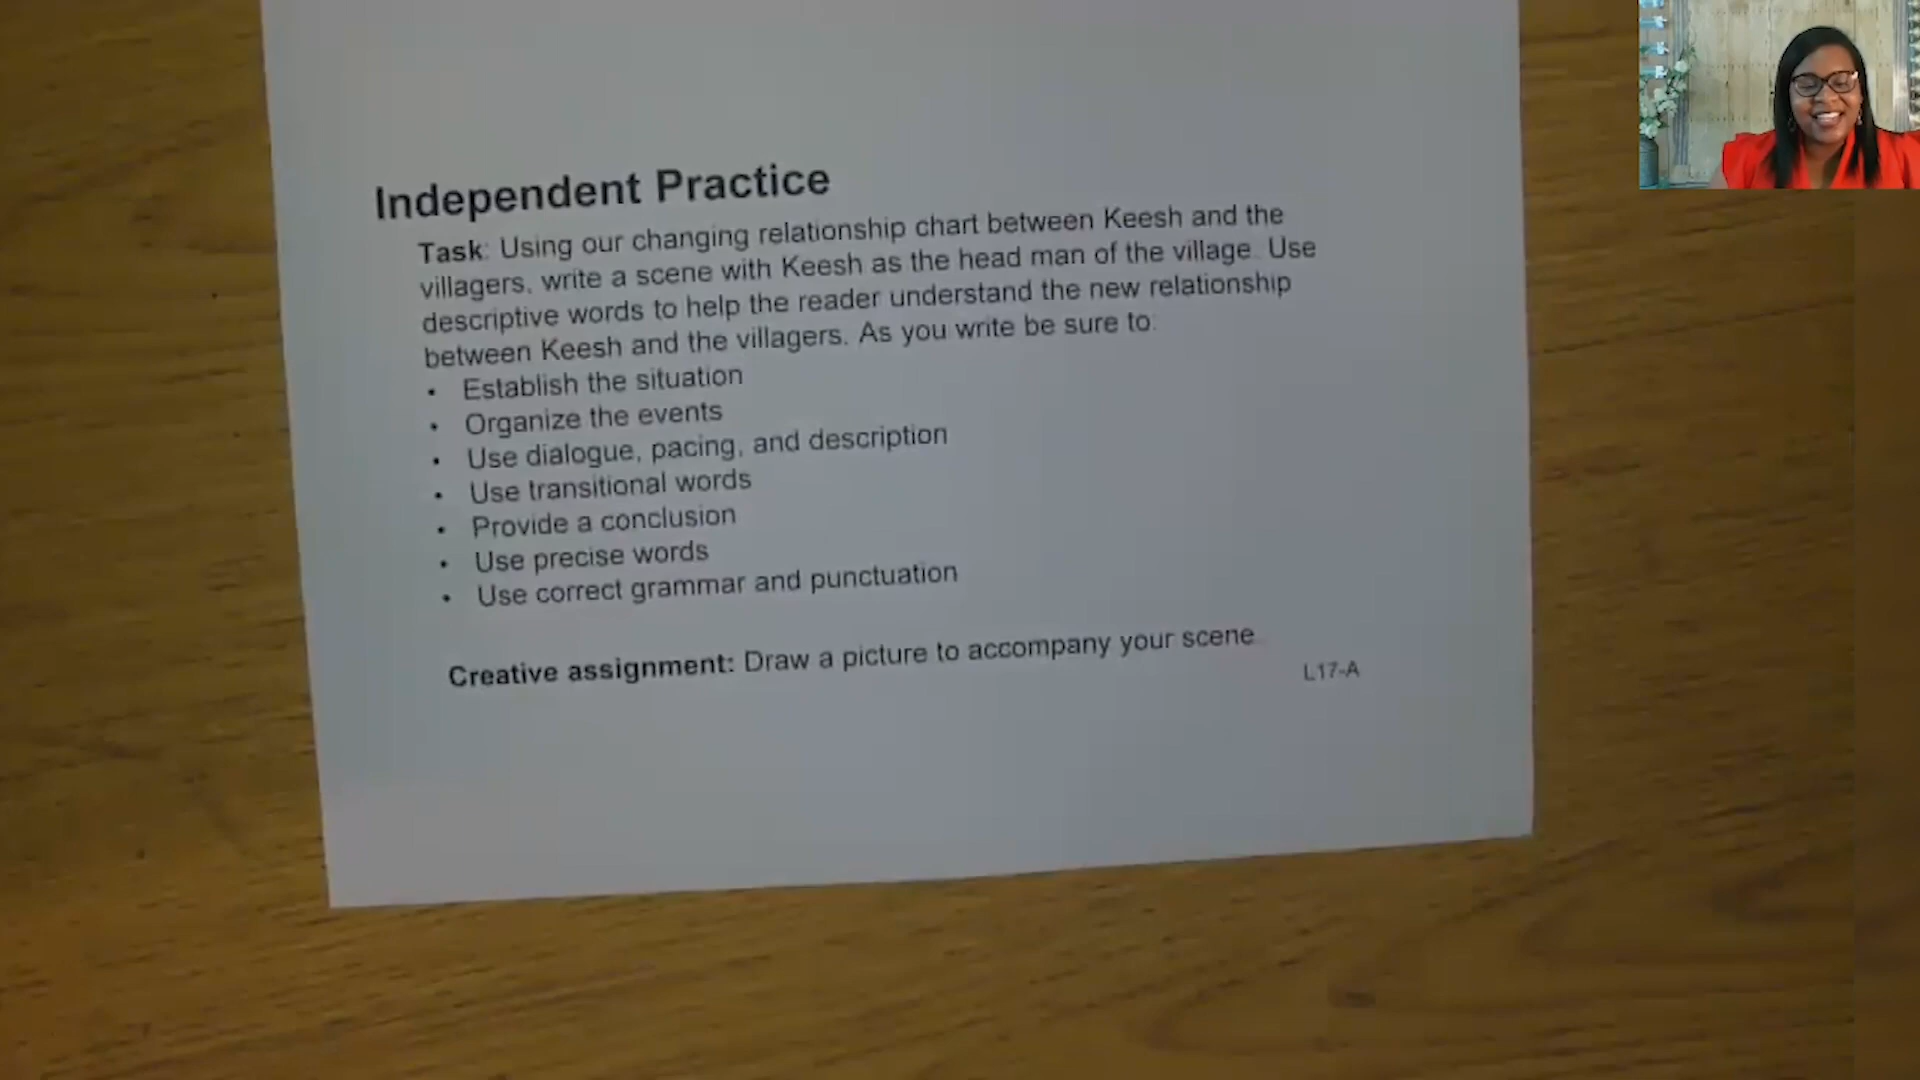 Independent Practice
Task: Using our changing relationship chart between Keesh and the
villagers, write a scene with Keesh as the head man of the village. Use
descriptive words to help the reader understand the new relationship
between Keesh and the villagers. As you write be sure to:
• Establish the situation
• Organize the events
• Use dialogue, pacing, and description
• Use transitional words
• Provide a conclusion
• Use precise words
• Use correct grammar and punctuation
Creative assignment: Draw a picture to accompany your scene.
L17-A